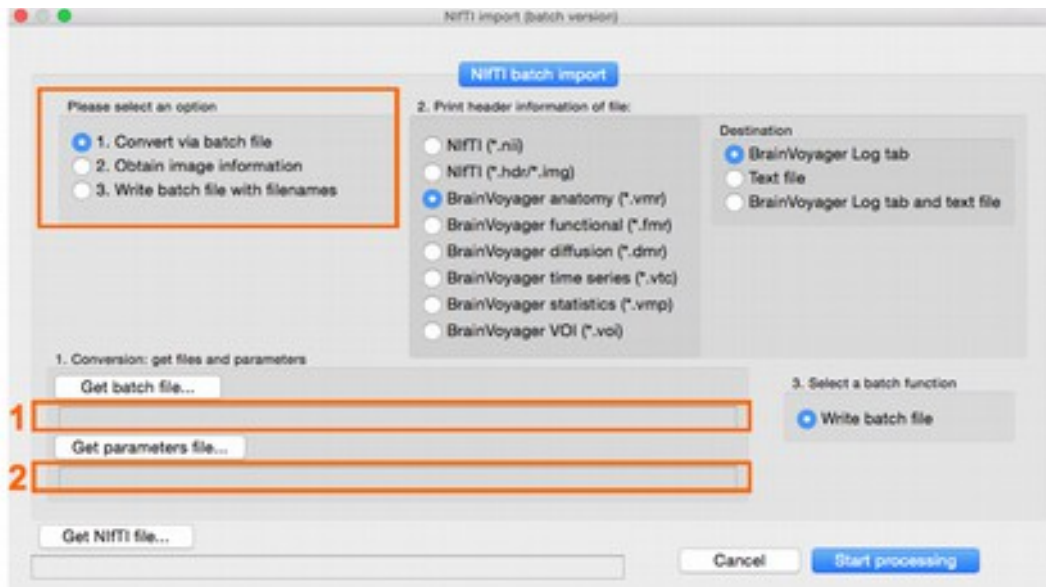 NIfTI import (batch version)
NIfTI batch import
Please select an option
1. Convert via batch file
2. Obtain image information
3. Write batch file with filenames
2. Print header information of file:
NIfTI (*.nii)
NIfTI (*.hdr/*.img)
BrainVoyager anatomy (*.vmr)
BrainVoyager functional (*.fmr)
BrainVoyager diffusion (*.dmr)
BrainVoyager time series (*.vtc)
BrainVoyager statistics (*.vmp)
BrainVoyager VOI (*.voi)
Destination
BrainVoyager Log tab
Text file
BrainVoyager Log tab and text file
1. Conversion: get files and parameters
Get batch file...
1
Get parameters file...
2
3. Select a batch function
Write batch file
Get NIfTI file...
Cancel
Start processing